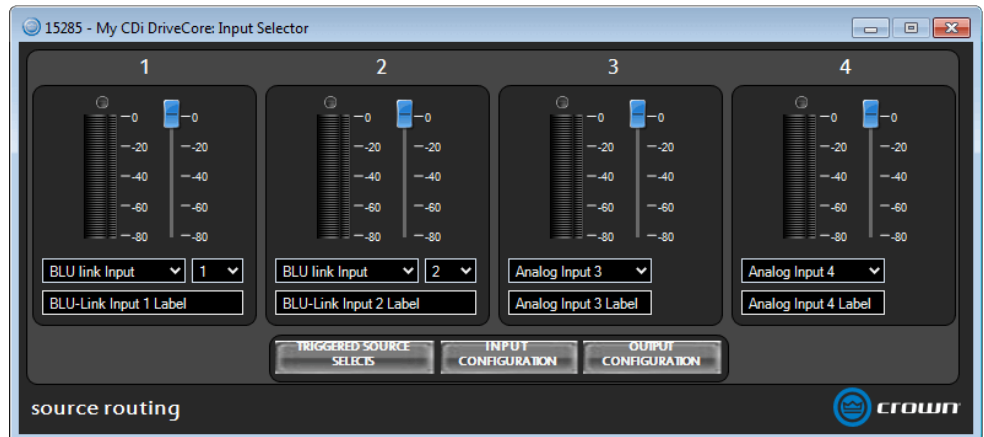 15285 - My CDi DriveCore: Input Selector
1 2 3 4
-0 -0 -0 -0 -0 -0 -0 -0
-20 -20 -20 -20 -20 -20 -20 -20
-40 -40 -40 -40 -40 -40 -40 -40
-60 -60 -60 -60 -60 -60 -60 -60
-80 -80 -80 -80 -80 -80 -80 -80
BLU link Input 1 BLU link Input 2 Analog Input 3 Analog Input 4
BLU-Link Input 1 Label BLU-Link Input 2 Label Analog Input 3 Label Analog Input 4 Label
TRIGGERED SOURCE INPUT OUTPUT
SELECTS CONFIGURATION CONFIGURATION
source routing crown